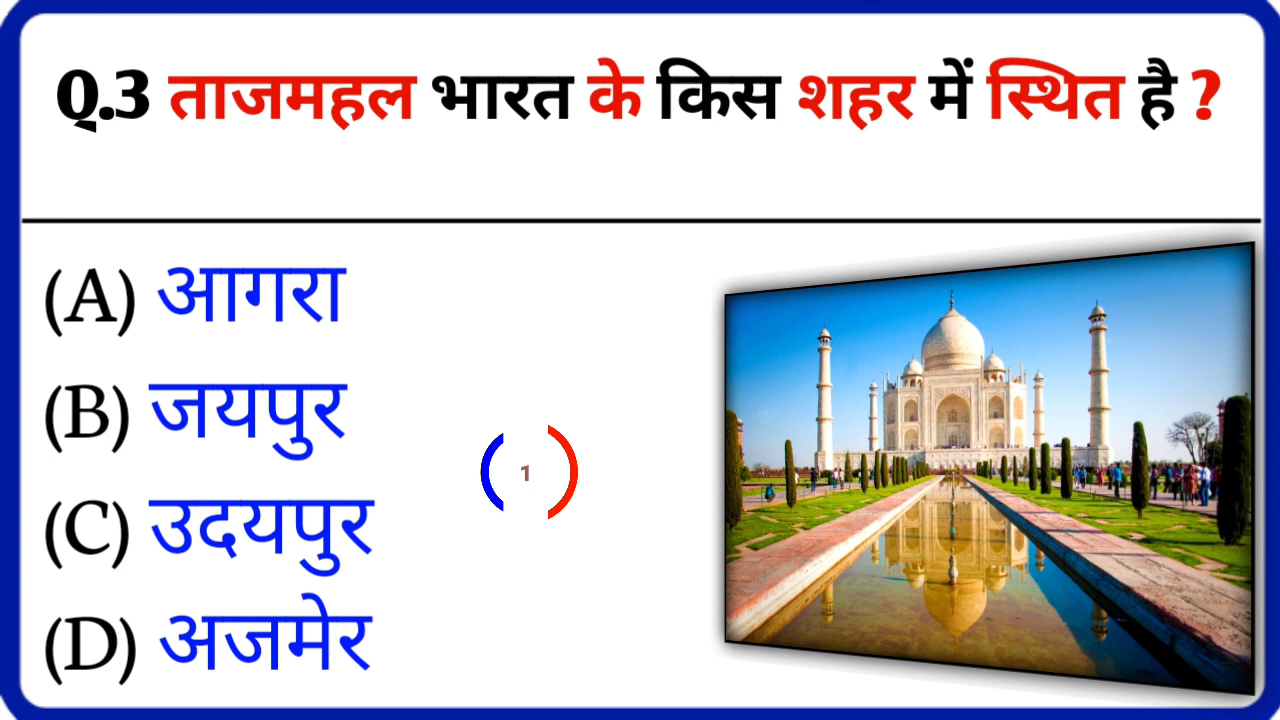 Q.3 ताजमहल भारत के किस शहर में स्थित है ?
(A) आगरा
(B) जयपुर
1
(C) उदयपुर
(D) अजमेर